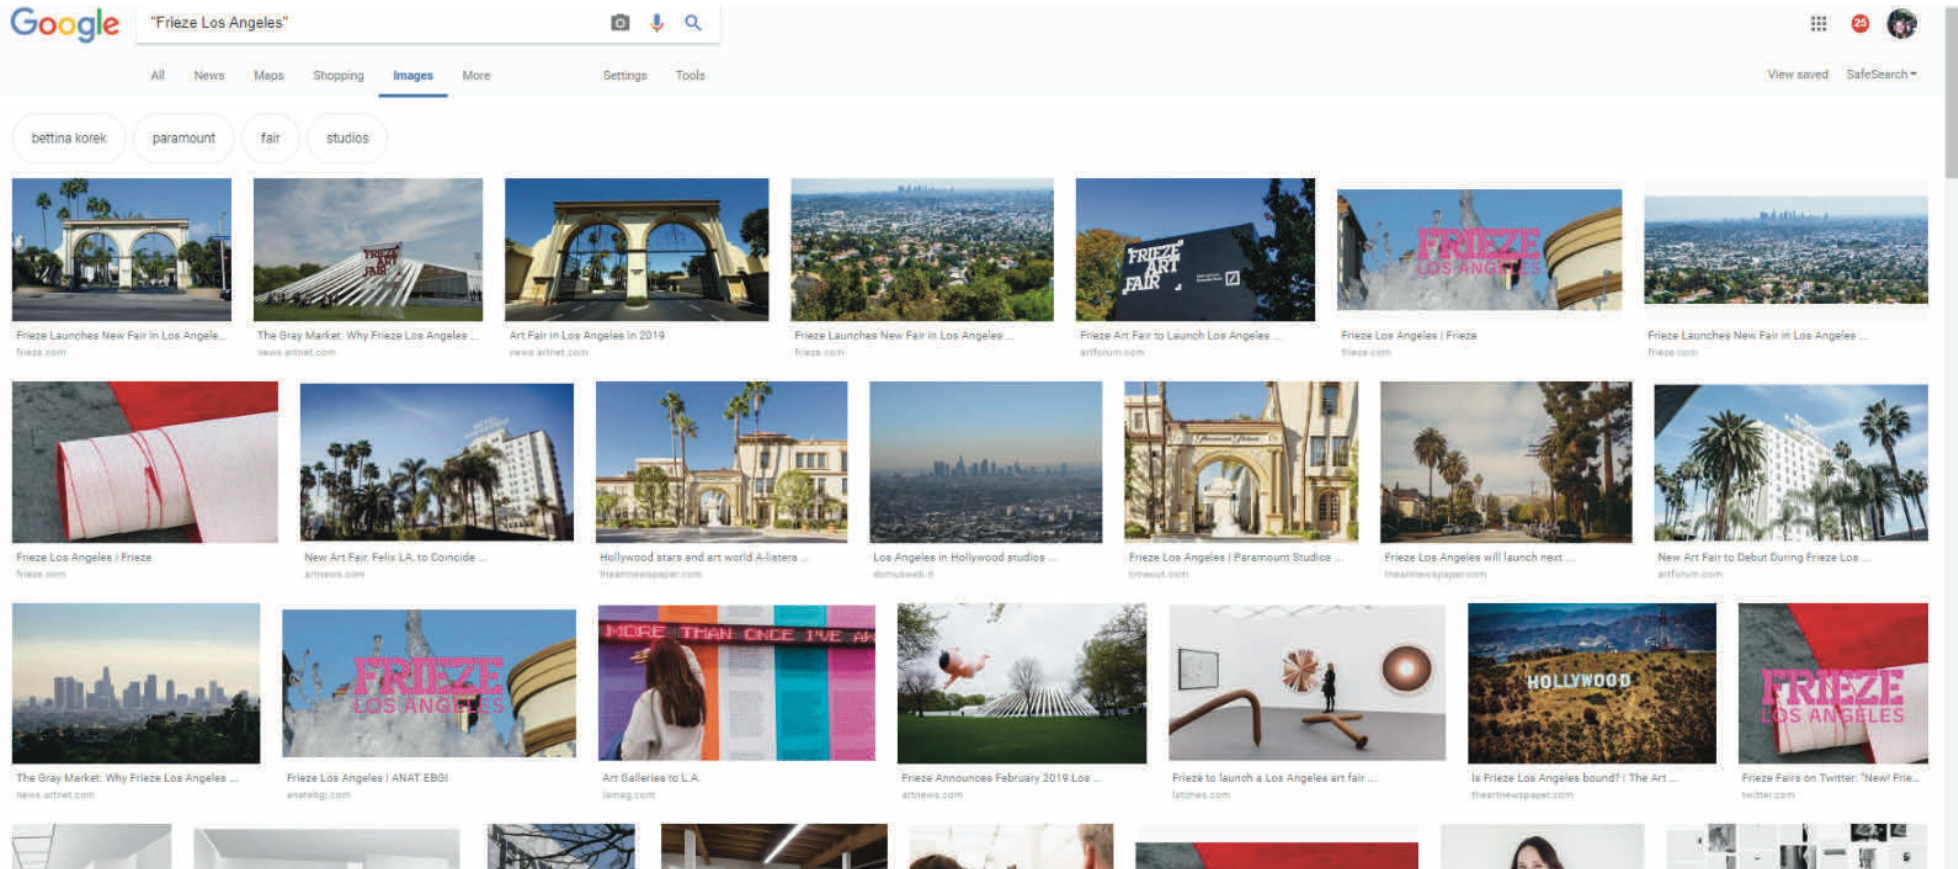 Google
"Frieze Los Angeles"
25
All News Maps Shopping Images More Settings Tools
View saved SafeSearch
bettina korek paramount fair studios
FRIEZE
ART
FAIR
FRIEZE
ART
FAIR
FRIEZE
LOS ANGELES
Frieze Launches New Fair in Los Angele...
The Gray Market: Why Frieze Los Angeles ...
Art Fair in Los Angeles in 2019
Frieze Launches New Fair in Los Angeles ...
Frieze Art Fair to Launch Los Angeles ...
Frieze Los Angeles | Frieze
Frieze Launches New Fair in Los Angeles ...
frieze.com
news.artnet.com
news.artnet.com
frieze.com
artforum.com
frieze.com
frieze.com
Paramount Pictures
Frieze Los Angeles | Frieze
New Art Fair, Felix LA, to Coincide ...
Hollywood stars and art world A-listers ...
Los Angeles in Hollywood studios ...
Frieze Los Angeles | Paramount Studios ...
Frieze Los Angeles will launch next ...
New Art Fair to Debut During Frieze Los ...
frieze.com
artnews.com
theartnewspaper.com
domusweb.it
timeout.com
theartnewspaper.com
artforum.com
FRIEZE
LOS ANGELES
MORE THAN ONCE I'VE AW
HOLLYWOOD
FRIEZE
LOS ANGELES
The Gray Market: Why Frieze Los Angeles ...
Frieze Los Angeles | ANAT EBGI
Art Galleries to L.A.
Frieze Announces February 2019 Los ...
Frieze to launch a Los Angeles art fair ...
Is Frieze Los Angeles bound? | The Art ...
Frieze Fairs on Twitter: "New! Frie...
news.artnet.com
anatebgi.com
lamag.com
artnews.com
latimes.com
theartnewspaper.com
twitter.com